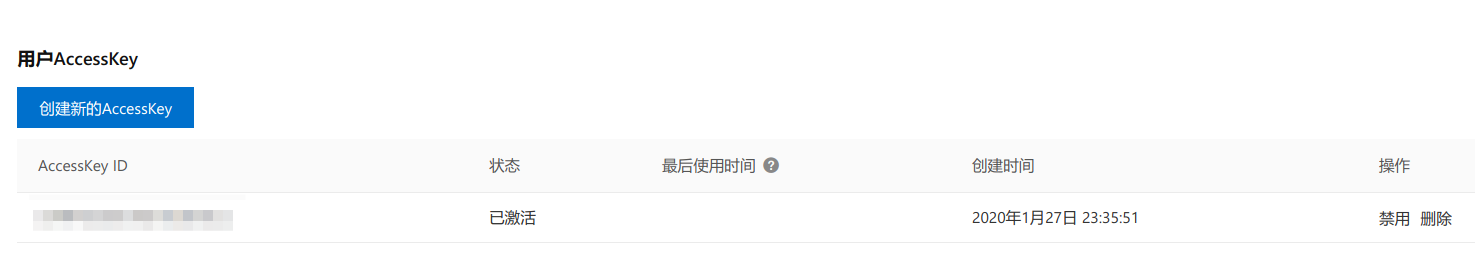 用户AccessKey
创建新的AccessKey
AccessKey ID 状态 最后使用时间 ? 创建时间 操作
已激活 2020年1月27日 23:35:51 禁用 删除